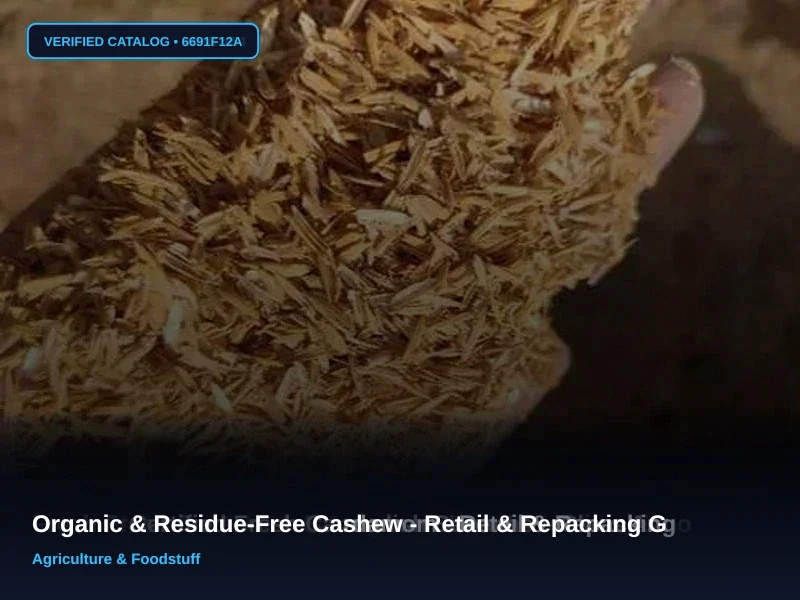 VERIFIED CATALOG • 6691F12A
Organic & Residue-Free Cashew - Retail & Repacking G
Agriculture & Foodstuff